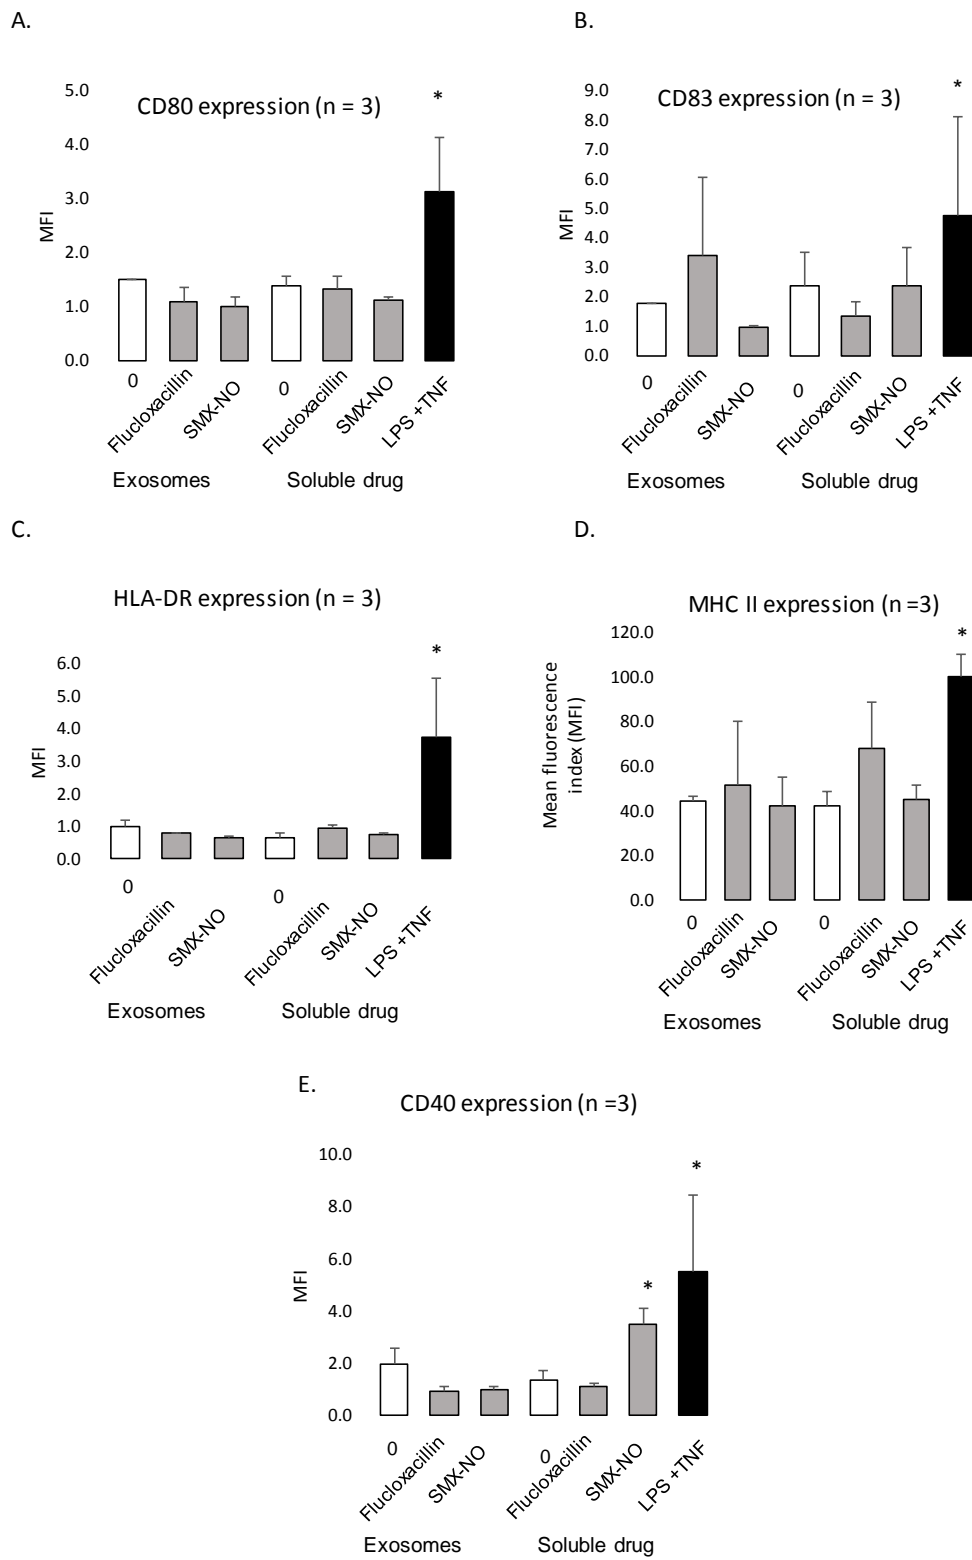 A.
CD80 expression (n = 3)
MFI
5.0
4.0
3.0
2.0
1.0
0.0
*
0
Flucloxacillin
SMX-NO
0
Flucloxacillin
SMX-NO
LPS +TNF
Exosomes
Soluble drug
B.
CD83 expression (n = 3)
MFI
9.0
8.0
7.0
6.0
5.0
4.0
3.0
2.0
1.0
0.0
*
0
Flucloxacillin
SMX-NO
0
Flucloxacillin
SMX-NO
LPS +TNF
Exosomes
Soluble drug
C.
HLA-DR expression (n = 3)
MFI
6.0
5.0
4.0
3.0
2.0
1.0
0.0
*
0
Flucloxacillin
SMX-NO
0
Flucloxacillin
SMX-NO
LPS +TNF
Exosomes
Soluble drug
D.
MHC II expression (n =3)
Mean fluorescence
index (MFI)
120.0
100.0
80.0
60.0
40.0
20.0
0.0
*
0
Flucloxacillin
SMX-NO
0
Flucloxacillin
SMX-NO
LPS +TNF
Exosomes
Soluble drug
E.
CD40 expression (n =3)
MFI
10.0
8.0
6.0
4.0
2.0
0.0
*
*
0
Flucloxacillin
SMX-NO
0
Flucloxacillin
SMX-NO
LPS +TNF
Exosomes
Soluble drug